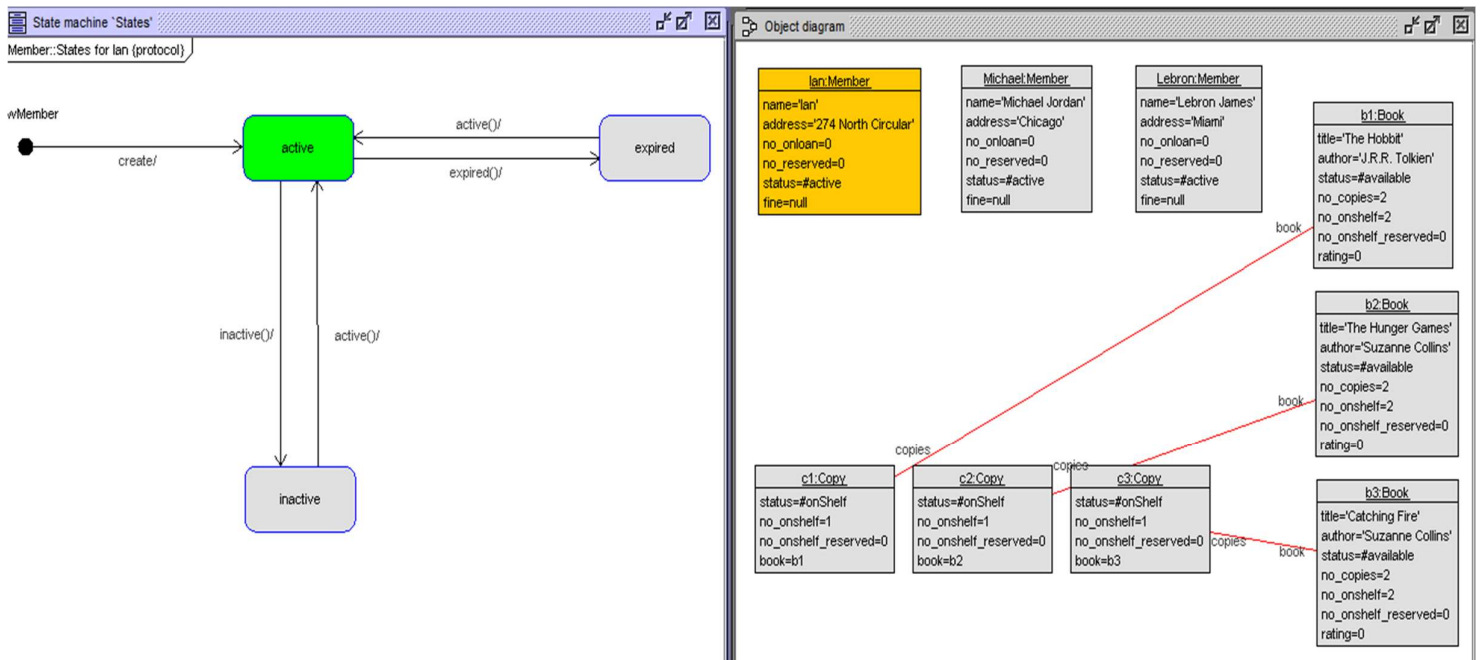 State machine `States'
Member::States for Ian {protocol}
wMember
create/
active
active()/
expired()/
expired
inactive()/
active()/
inactive
Object diagram
Ian:Member
name='Ian'
address='274 North Circular'
no_onloan=0
no_reserved=0
status=#active
fine=null
Michael:Member
name='Michael Jordan'
address='Chicago'
no_onloan=0
no_reserved=0
status=#active
fine=null
Lebron:Member
name='Lebron James'
address='Miami'
no_onloan=0
no_reserved=0
status=#active
fine=null
b1:Book
title='The Hobbit'
author='J.R.R. Tolkien'
status=#available
no_copies=2
no_onshelf=2
no_onshelf_reserved=0
rating=0
book
b2:Book
title='The Hunger Games'
author='Suzanne Collins'
status=#available
no_copies=2
no_onshelf=2
no_onshelf_reserved=0
rating=0
book
copies
copies
c1:Copy
status=#onShelf
no_onshelf=1
no_onshelf_reserved=0
book=b1
c2:Copy
status=#onShelf
no_onshelf=1
no_onshelf_reserved=0
book=b2
c3:Copy
status=#onShelf
no_onshelf=1
no_onshelf_reserved=0
book=b3
copies
book
b3:Book
title='Catching Fire'
author='Suzanne Collins'
status=#available
no_copies=2
no_onshelf=2
no_onshelf_reserved=0
rating=0